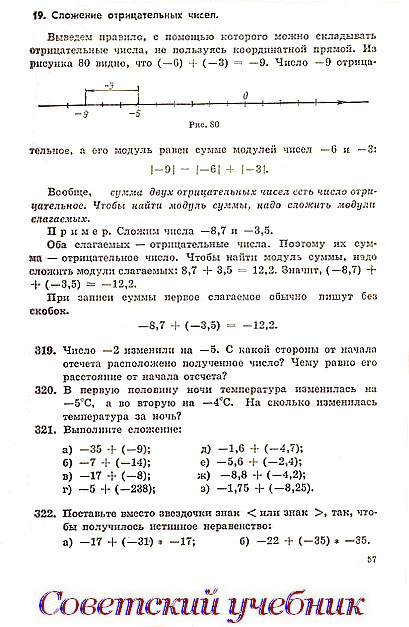 19. Сложение отрицательных чисел.
Выведем правило, с помощью которого можно складывать
отрицательные числа, не пользуясь координатной прямой. Из
рисунка 80 видно, что (—6) + (—3) = —9. Число —9 отрица-
—3
0
—9 —5
Рис. 80
тельное, а его модуль равен сумме модулей чисел —6 и —3:
|—9| = |—6| + |—3|.
Вообще, сумма двух отрицательных чисел есть число отри-
цательное. Чтобы найти модуль суммы, надо сложить модули
слагаемых.
Пример. Сложим числа —8,7 и —3,5.
Оба слагаемых — отрицательные числа. Поэтому их сум-
ма — отрицательное число. Чтобы найти модуль суммы, надо
сложить модули слагаемых: 8,7 + 3,5 = 12,2. Значит, (—8,7) +
+ (—3,5) = —12,2.
При записи суммы первое слагаемое обычно пишут без
скобок.
—8,7 + (—3,5) = —12,2.
319. Число —2 изменили на —5. С какой стороны от начала
отсчета расположено полученное число? Чему равно его
расстояние от начала отсчета?
320. В первую половину ночи температура изменилась на
—5°С, а во вторую на —4°С. На сколько изменилась
температура за ночь?
321. Выполните сложение:
а) —35 + (—9); д) —1,6 + (—4,7);
б) —7 + (—14); е) —5,6 + (—2,4);
в) —17 + (—8); ж) —8,8 + (—4,2);
г) —5 + (—238); з) —1,75 + (—8,25).
322. Поставьте вместо звездочки знак < или знак >, так, что-
бы получилось истинное неравенство:
а) —17 + (—31) * —17; б) —22 + (—35) * —35.
57
Советский учебник